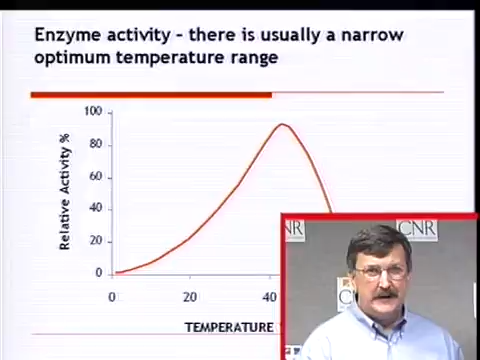 Enzyme activity – there is usually a narrow
optimum temperature range
100
80
60
40
20
0
Relative Activity %
0
20
40
TEMPERATURE
NR
CNR